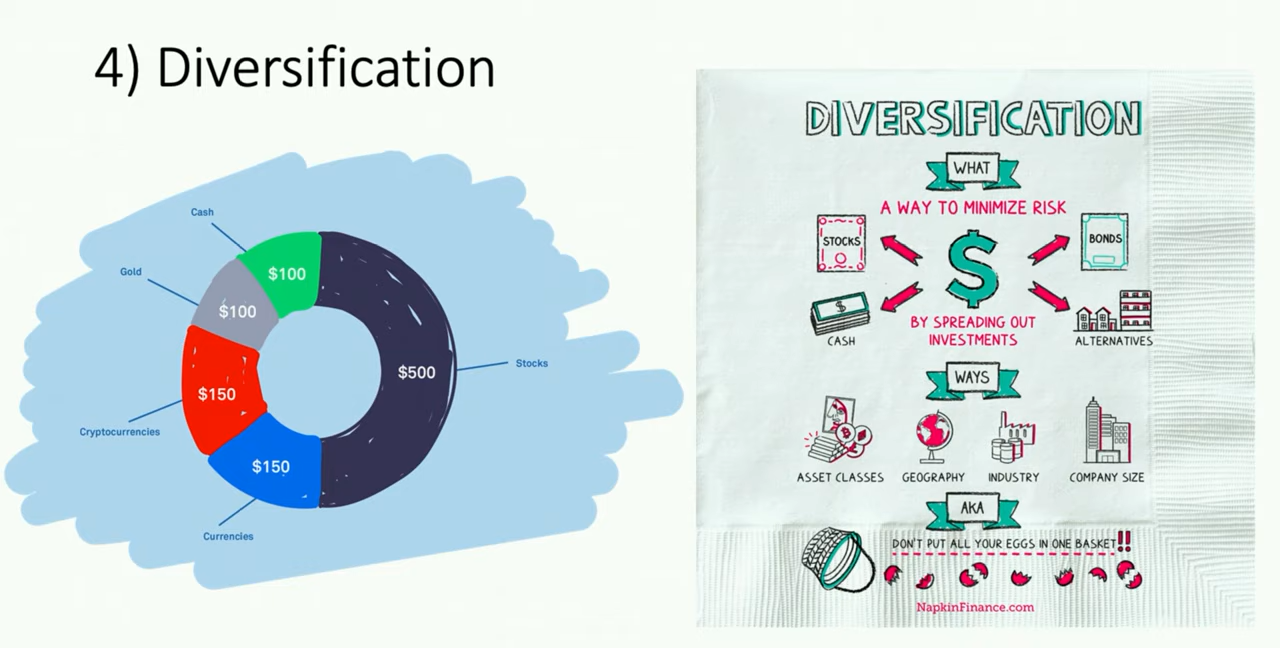 4) Diversification
Cash
$100
Gold
$100
Stocks
$500
$150
Cryptocurrencies
$150
Currencies
DIVERSIFICATION
WHAT
A WAY TO MINIMIZE RISK
STOCKS
BONDS
$
$
BY SPREADING OUT
INVESTMENTS
CASH
ALTERNATIVES
WAYS
ASSET CLASSES
GEOGRAPHY
INDUSTRY
COMPANY SIZE
AKA
DON'T PUT ALL YOUR EGGS IN ONE BASKET!!
NapkinFinance.com